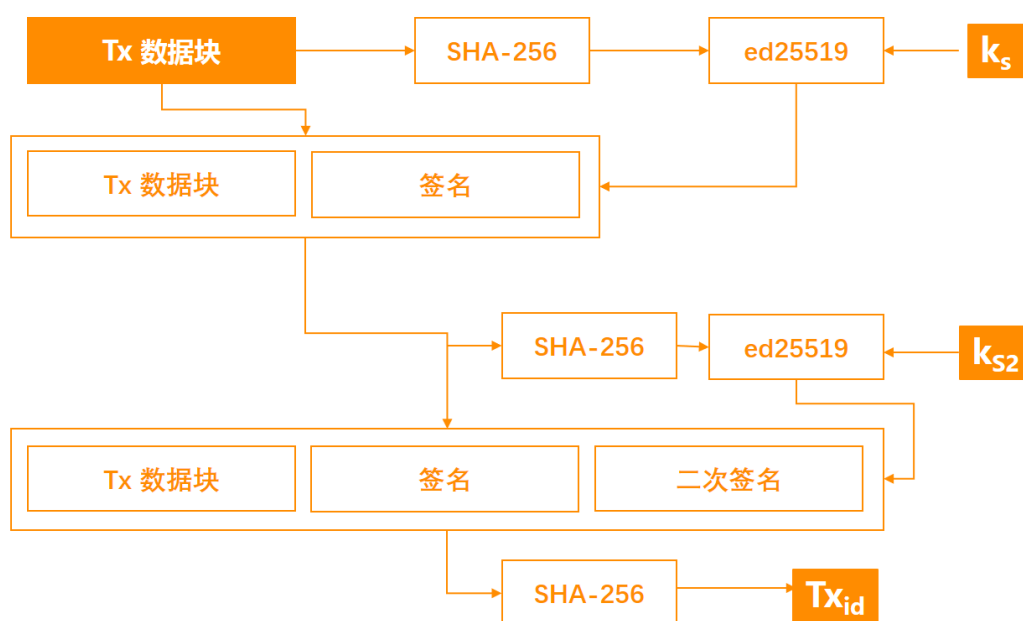 Tx 数据块
SHA-256
ed25519
ks
Tx 数据块
签名
SHA-256
ed25519
kS2
Tx 数据块
签名
二次签名
SHA-256
Txid